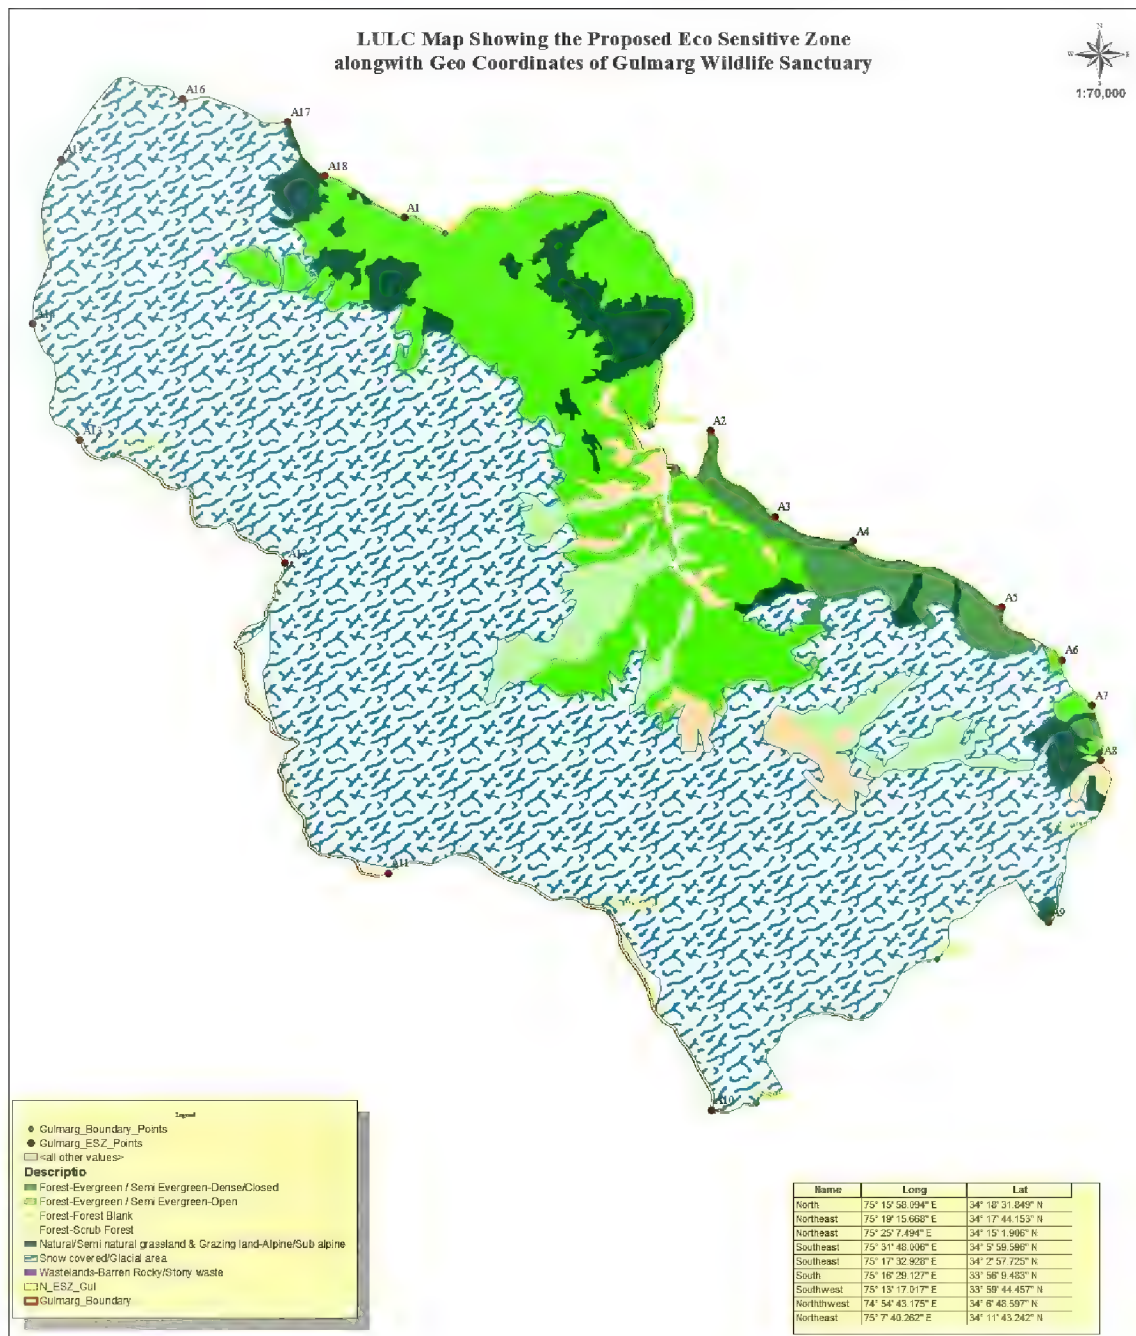 LULC Map Showing the Proposed Eco Sensitive Zone
alongwith Geo Coordinates of Gulmarg Wildlife Sanctuary
N
W E
S
1:70,000
A16
A17
A15
A18
A1
A14
A2
A13
A3
A4
A12
A5
A6
A7
A8
A11
A9
A10
Legend
Gulmarg_Boundary_Points
Gulmarg_ESZ_Points
<all other values>
Descriptio
Forest-Evergreen / Semi Evergreen-Dense/Closed
Forest-Evergreen / Semi Evergreen-Open
Forest-Forest Blank
Forest-Scrub Forest
Natural/Semi natural grassland & Grazing land-Alpine/Sub alpine
Snow covered/Glacial area
Wastelands-Barren Rocky/Stony waste
N_ESZ_Gul
Gulmarg_Boundary
Name Long Lat
North 75° 15' 58.094" E 34° 18' 31.849" N
Northeast 75° 19' 15.668" E 34° 17' 44.153" N
Northeast 75° 25' 7.494" E 34° 15' 1.906" N
Southeast 75° 31' 48.006" E 34° 5' 59.596" N
Southeast 75° 17' 32.928" E 34° 2' 57.725" N
South 75° 16' 29.127" E 33° 56' 9.483" N
Southwest 75° 13' 17.017" E 33° 59' 44.457" N
Norththwest 74° 54' 43.175" E 34° 6' 48.597" N
Northeast 75° 7' 40.262" E 34° 11' 43.242" N